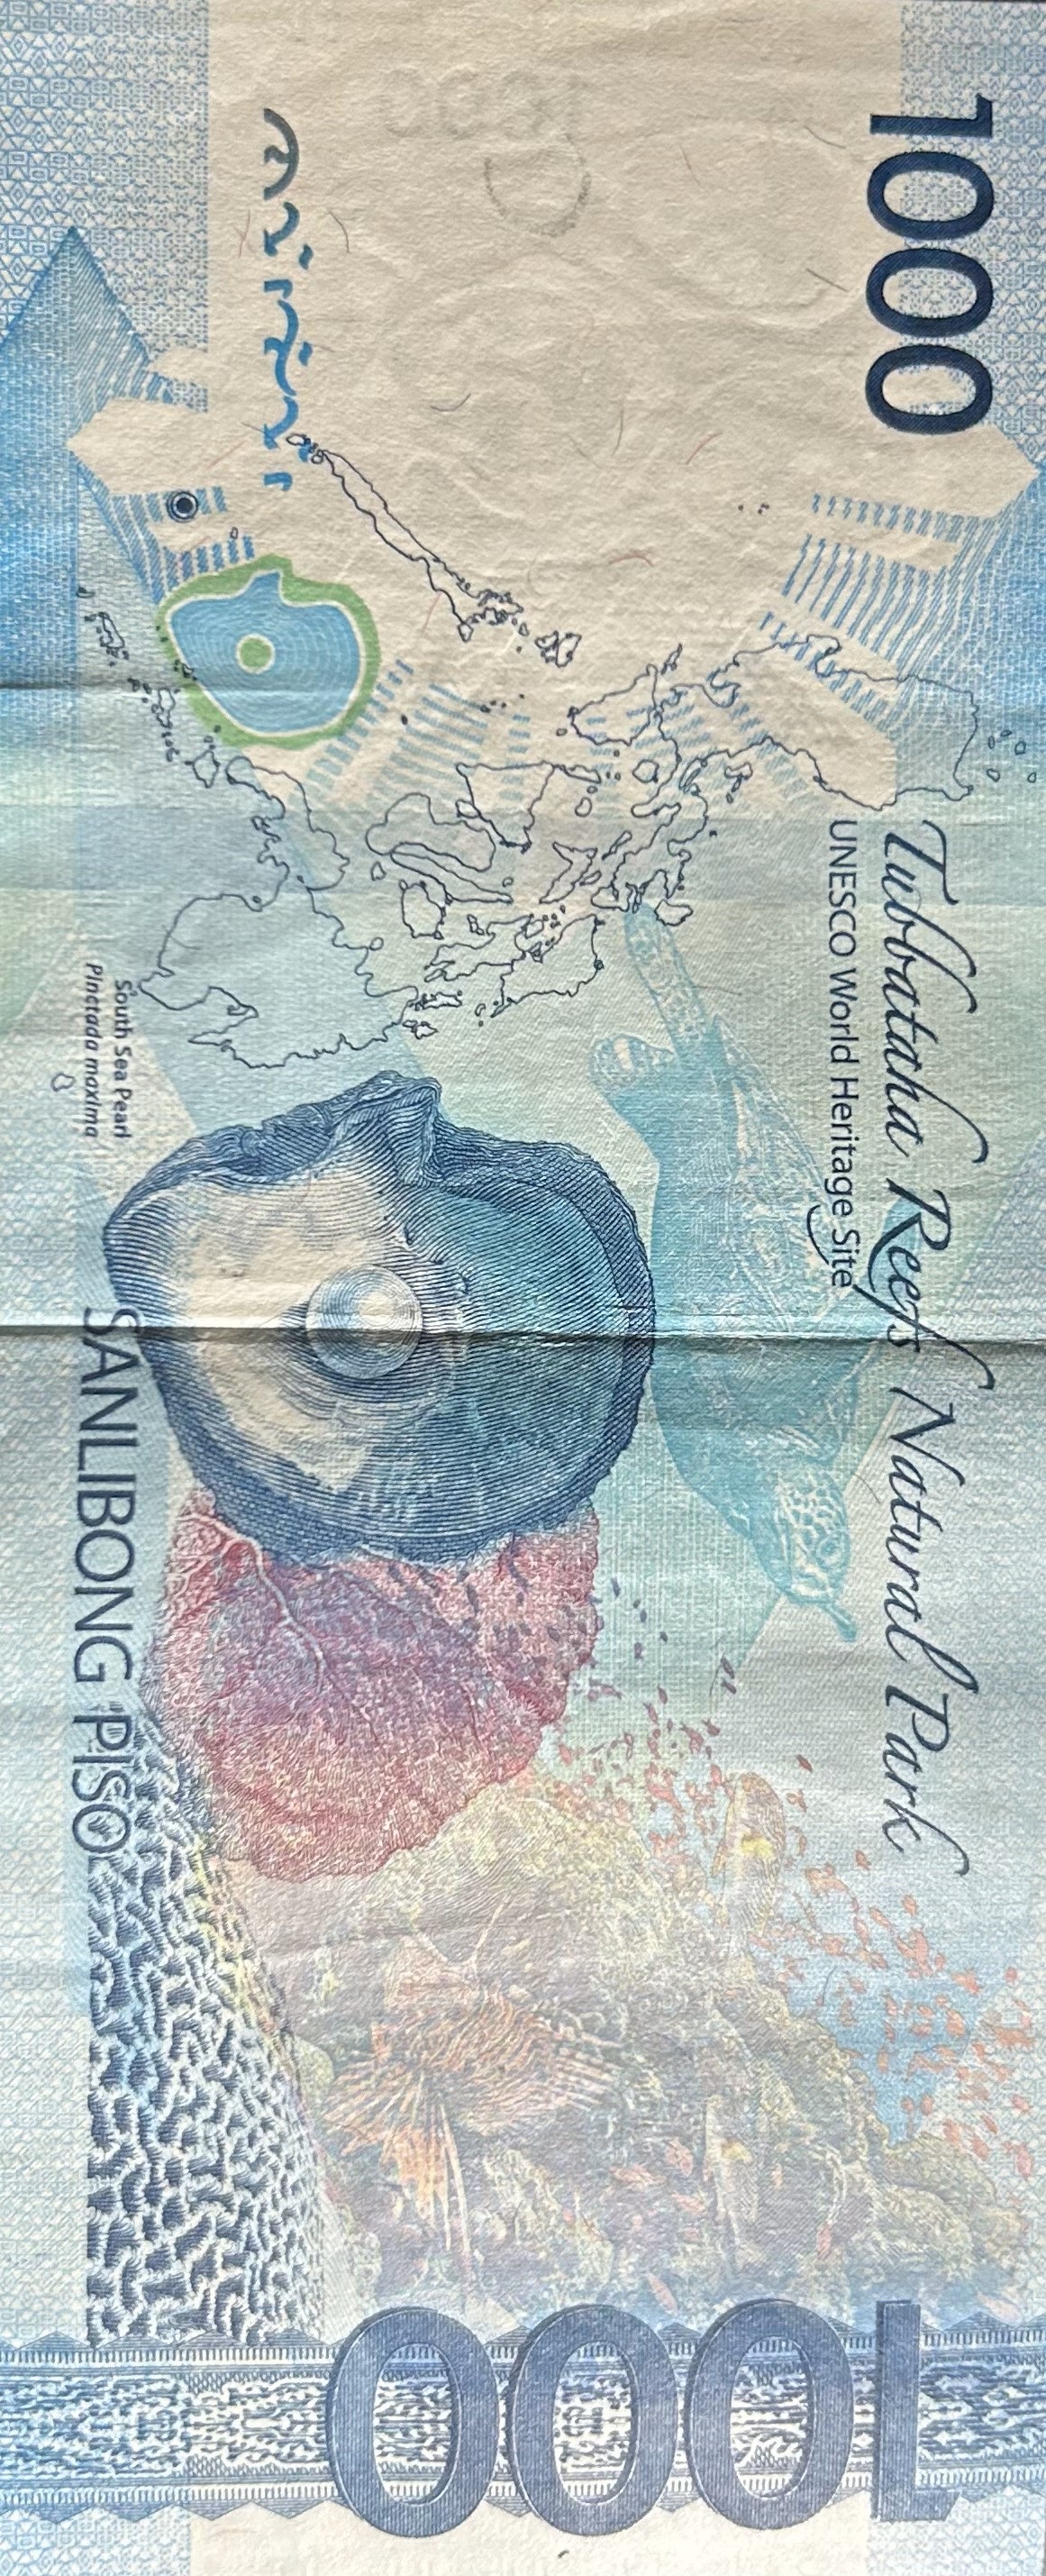 1000
Tubbataha Reefs Natural Park
UNESCO World Heritage Site
South Sea Pearl
Pinctada maxima
SANLIBONG PISO
1000